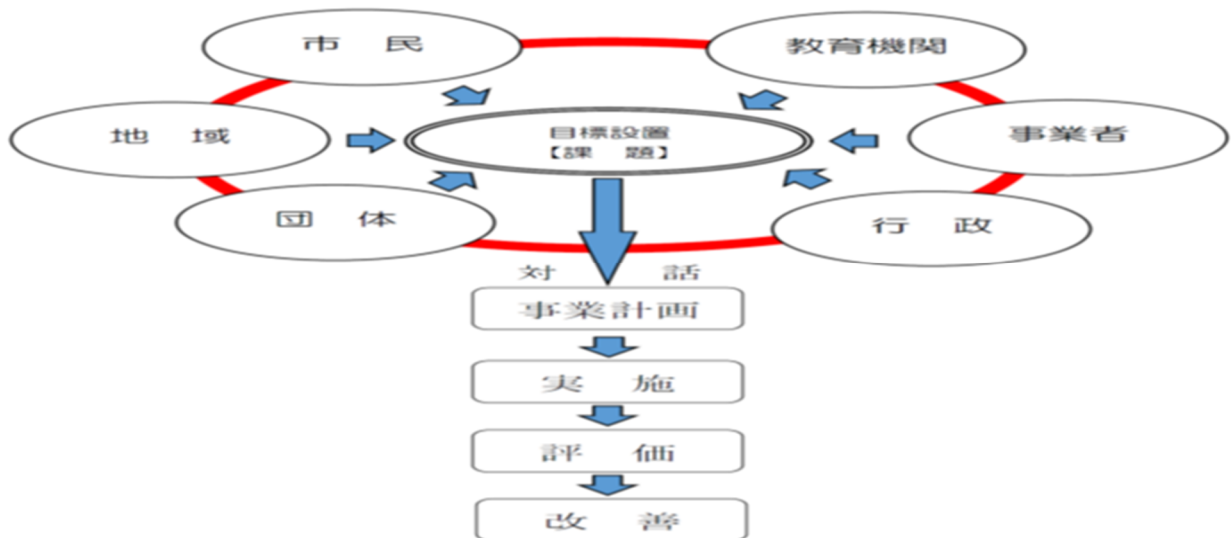 市 民
教育機関
地 域
目標設置
【課 題】
事業者
団 体
行 政
対 話
事業計画
実 施
評 価
改 善